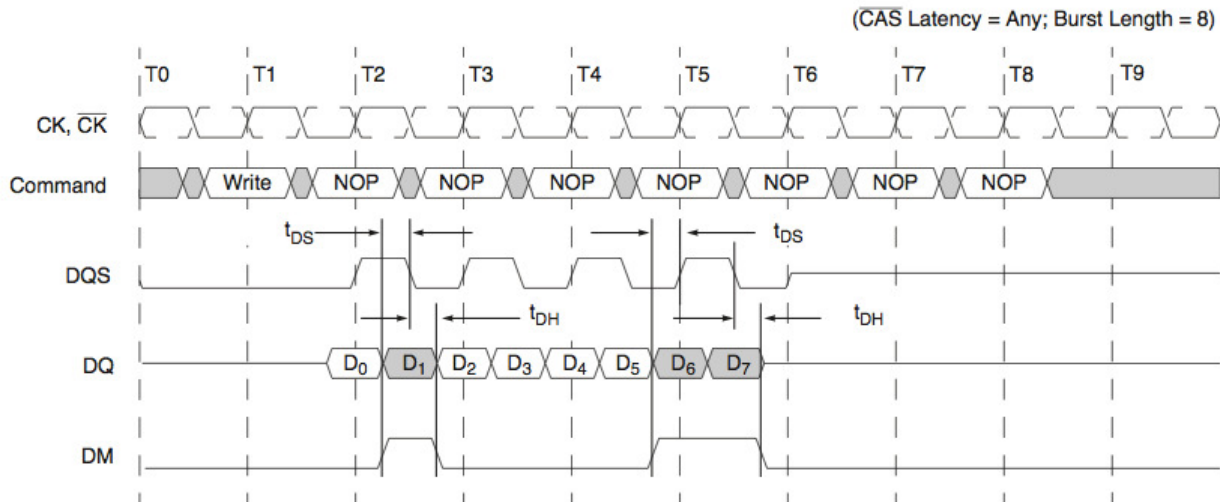 (C̅A̅S̅ Latency = Any; Burst Length = 8)
T0 T1 T2 T3 T4 T5 T6 T7 T8 T9
CK, C̅K̅
Command Write NOP NOP NOP NOP NOP NOP NOP
tDS tDS
DQS
tDH tDH
DQ D0 D1 D2 D3 D4 D5 D6 D7
DM